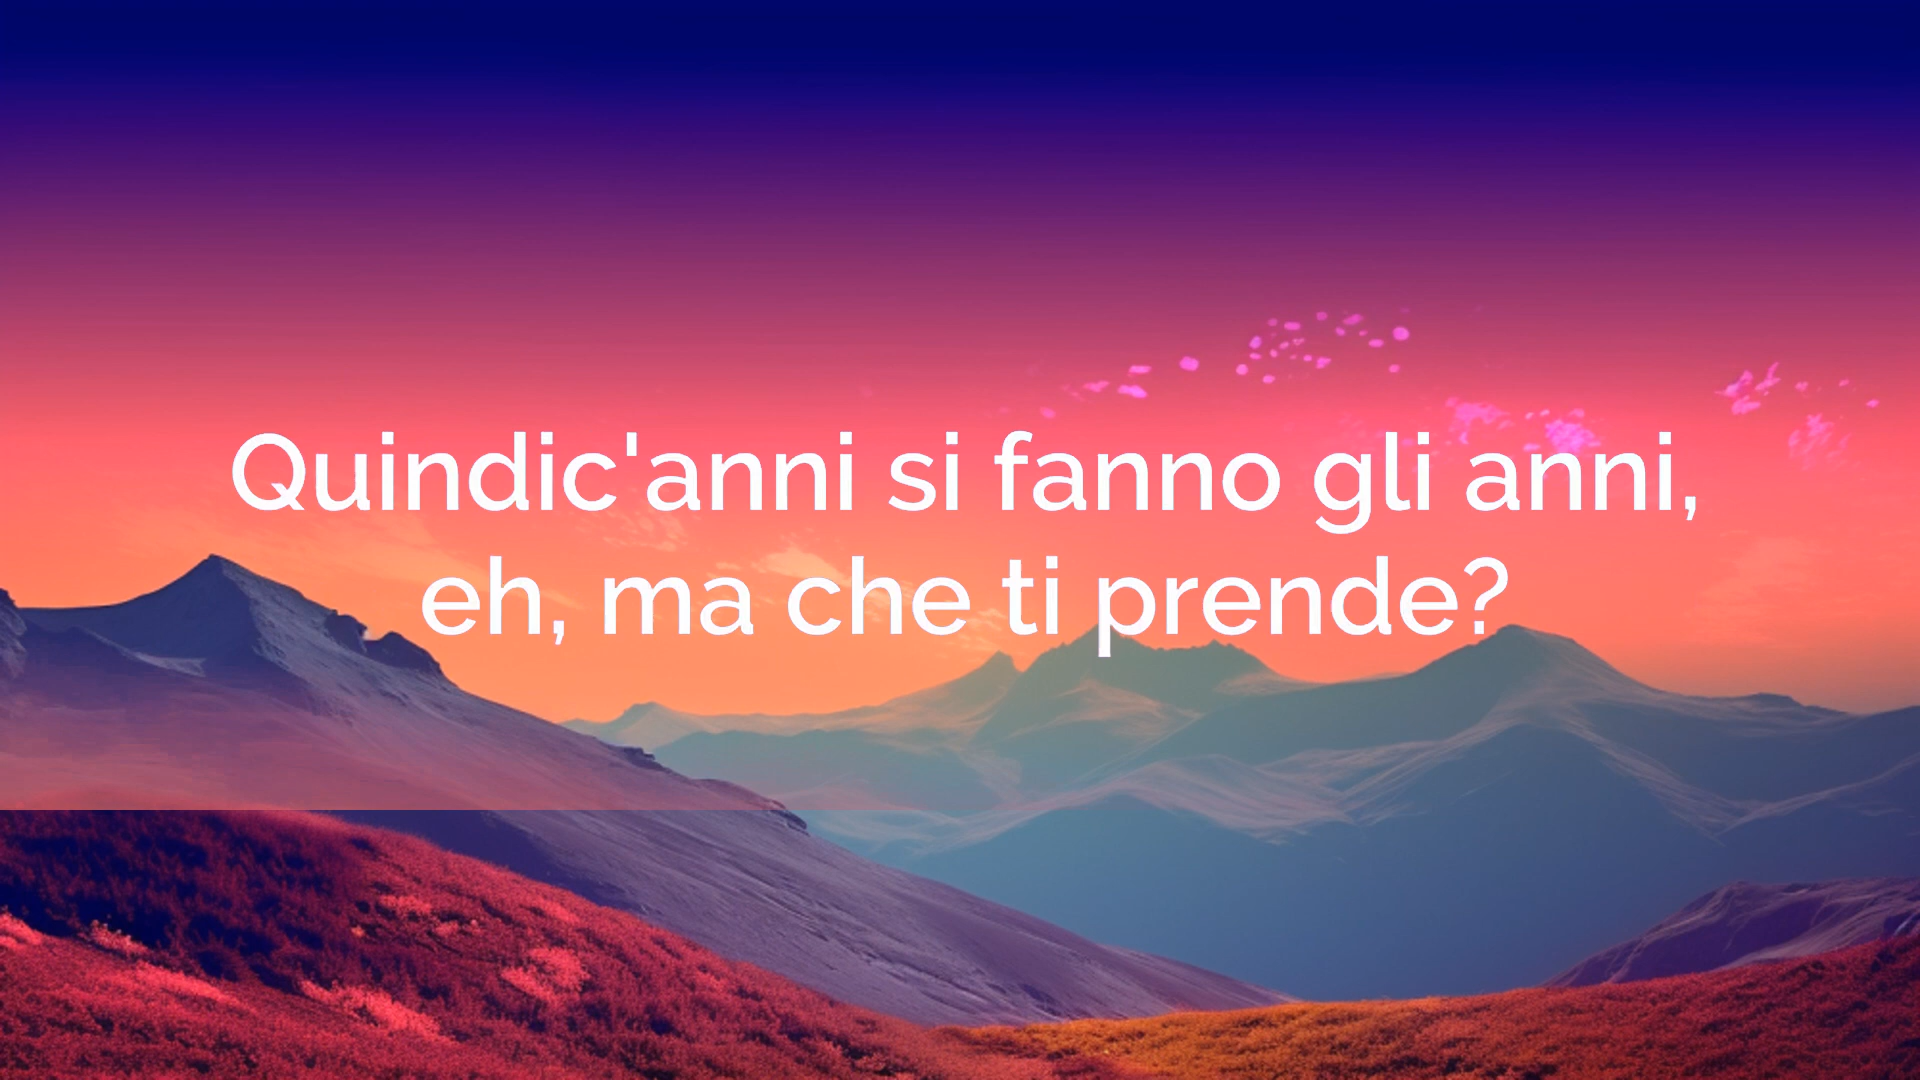 Quindic'anni si fanno gli anni,
eh, ma che ti prende?